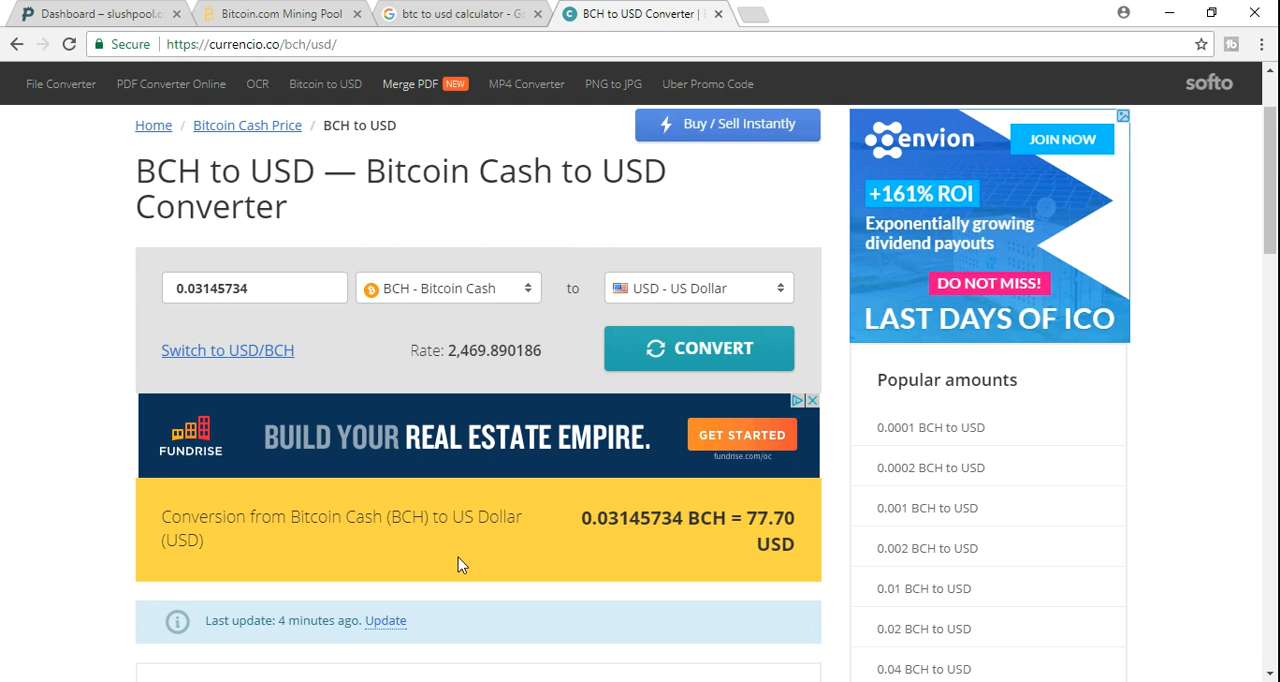 Dashboard – slushpool.c
Bitcoin.com Mining Pool
btc to usd calculator - Go
BCH to USD Converter |
Secure
https://currencio.co/bch/usd/
File Converter
PDF Converter Online
OCR
Bitcoin to USD
Merge PDF NEW
MP4 Converter
PNG to JPG
Uber Promo Code
softo
Home / Bitcoin Cash Price / BCH to USD
Buy / Sell Instantly
BCH to USD — Bitcoin Cash to USD
Converter
0.03145734
BCH - Bitcoin Cash
to
USD - US Dollar
Switch to USD/BCH
Rate: 2,469.890186
CONVERT
FUNDRISE
BUILD YOUR REAL ESTATE EMPIRE.
GET STARTED
fundrise.com/oc
Conversion from Bitcoin Cash (BCH) to US Dollar
(USD)
0.03145734 BCH = 77.70
USD
Last update: 4 minutes ago. Update
envion
JOIN NOW
+161% ROI
Exponentially growing
dividend payouts
DO NOT MISS!
LAST DAYS OF ICO
Popular amounts
0.0001 BCH to USD
0.0002 BCH to USD
0.001 BCH to USD
0.002 BCH to USD
0.01 BCH to USD
0.02 BCH to USD
0.04 BCH to USD